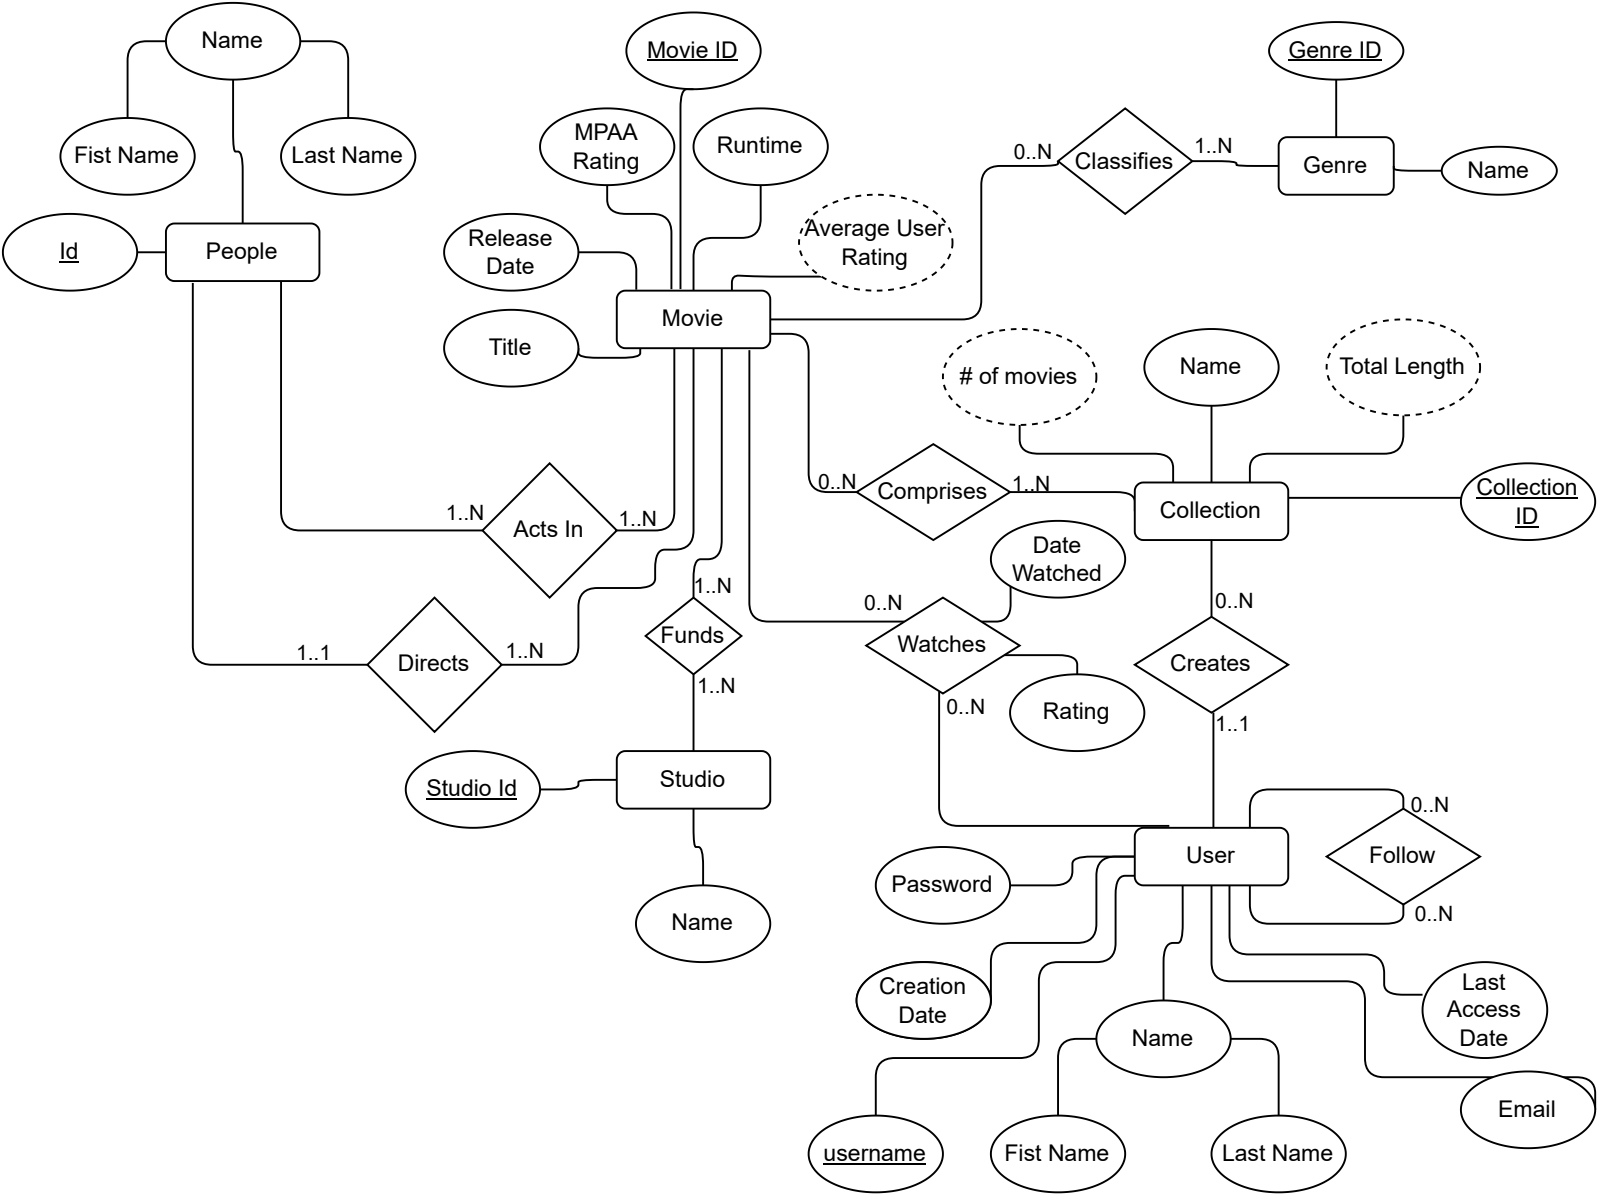 Name
Movie ID
Genre ID
MPAA
Rating
Runtime
Fist Name
Last Name
0..N
Classifies
1..N
Genre
Name
Id
People
Release
Date
Average User
Rating
Movie
Title
# of movies
Name
Total Length
0..N
Comprises
1..N
Collection
Collection
ID
1..N
Acts In
1..N
Date
Watched
1..N
0..N
0..N
Funds
Watches
Creates
1..1
Directs
1..N
1..N
0..N
Rating
1..1
Studio Id
Studio
0..N
User
Follow
Password
0..N
Name
Creation
Date
Last
Access
Date
Name
Email
username
Fist Name
Last Name